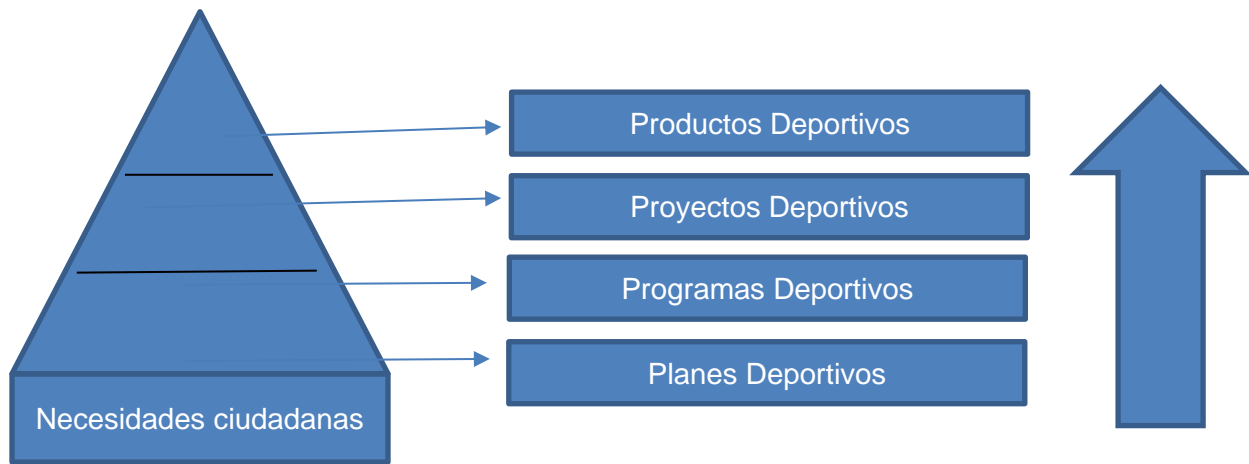 Productos Deportivos
Proyectos Deportivos
Programas Deportivos
Planes Deportivos
Necesidades ciudadanas